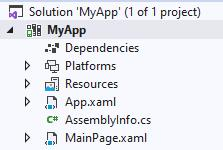 Solution 'MyApp' (1 of 1 project)
MyApp
Dependencies
Platforms
Resources
App.xaml
C# AssemblyInfo.cs
MainPage.xaml